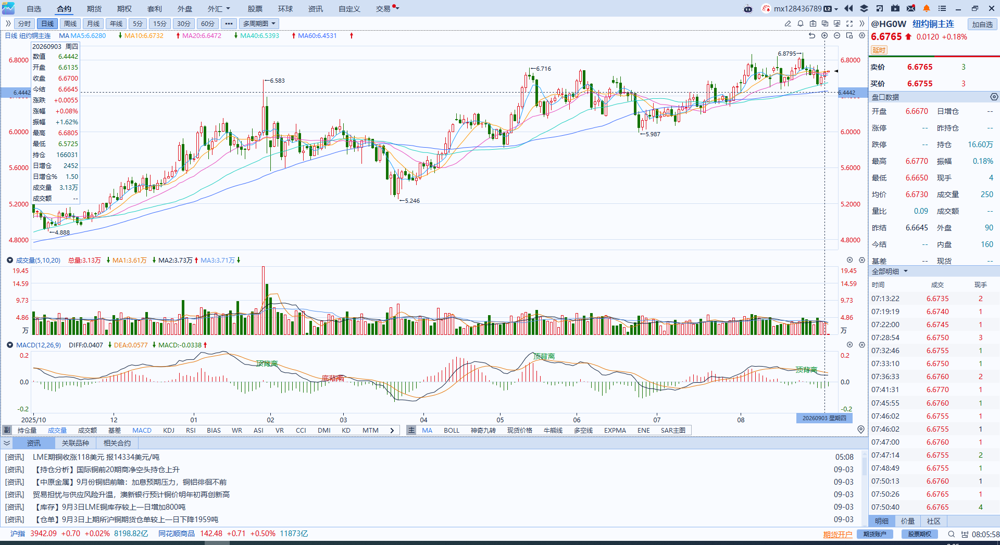 自选 合约 期货 期权 套利 外盘 外汇 股票 环球 资讯 自定义 交易 mx128436789 L2
分时 日线 周线 月线 年线 5分 15分 30分 60分 ••• 多周期图
@HG0W 纽约铜主连 加自选
日线 纽约铜主连 MA MA5:6.6280 MA10:6.6732 MA20:6.6472 MA40:6.5393 MA60:6.4531
6.6765 0.0120 +0.18%
延时
20260903 周四
数值 6.4442
开盘 6.6135
收盘 6.6700
今结 6.6645
涨跌 +0.0055
涨幅 +0.08%
振幅 +1.62%
最高 6.6805
最低 6.5725
持仓 166031
日增仓 2452
日增仓% 1.50
成交量 3.13万
成交额 --
6.8000 6.8000
6.4442 6.4442
6.0000 6.0000
5.6000 5.6000
5.2000 5.2000
4.8000 4.8000
6.8795
6.716
6.583
5.987
5.246
4.888
卖价 6.6765 3
买价 6.6755 3
盘口数据
开盘 6.6670 日增仓 --
涨停 -- 昨持仓 --
跌停 -- 持仓 16.60万
最高 6.6770 振幅 0.18%
最低 6.6650 现手 4
均价 6.6730 成交量 250
量比 0.09 成交额 --
昨结 6.6645 外盘 90
今结 -- 内盘 160
基差 -- 现货 --
成交量(5,10,20) 总量:3.13万 MA1:3.61万 MA2:3.73万 MA3:3.71万
19.45 19.45
14.59 14.59
9.73 9.73
4.86 4.86
万 万
MACD(12,26,9) DIFF:0.0407 DEA:0.0577 MACD:-0.0338
0.2 0.2
0.0 0.0
-0.2 -0.2
顶背离 底背离 顶背离 顶背离
2025/10 12 01 02 03 04 05 06 07 08 20260903 星期四
副 持仓量 成交量 成交额 基差 MACD KDJ RSI BIAS WR ASI VR CCI DMI KD MTM
主 MA BOLL 神奇九转 现货价格 牛熊线 多空线 EXPMA ENE SAR主图
全部明细
时间 成交 现手
07:13:22 6.6735 2
07:19:19 6.6740 1
07:22:00 6.6745 1
07:28:54 6.6750 3
07:32:46 6.6755 1
07:33:10 6.6750 1
07:36:33 6.6760 2
07:41:31 6.6770 1
07:45:55 6.6760 1
07:46:02 6.6755 1
07:46:02 6.6755 1
07:47:00 6.6760 1
07:47:14 6.6755 2
07:48:49 6.6755 1
07:50:13 6.6760 1
07:50:26 6.6765 1
07:50:40 6.6765 4
明细 价量 社区
资讯 关联品种 相关合约
[资讯] LME期铜收涨118美元 报14334美元/吨 05:08
[资讯] 【持仓分析】国际铜前20期商净空头持仓上升 09-03
[资讯] 【中原金属】9月份铜铝前瞻：加息预期压力，铜铝徘徊不前 09-03
[资讯] 贸易担忧与供应风险升温，澳新银行预计铜价明年初再创新高 09-03
[资讯] 【库存】9月3日LME铜库存较上一日增加800吨 09-03
[资讯] 【仓单】9月3日上期所沪铜期货仓单较上一日下降1959吨 09-03
沪指 3942.09 +0.70 +0.02% 8198.82亿 同花顺商品 142.48 +0.71 +0.50% 11873亿
期货开户 期货账户 股票期权 08:05:58